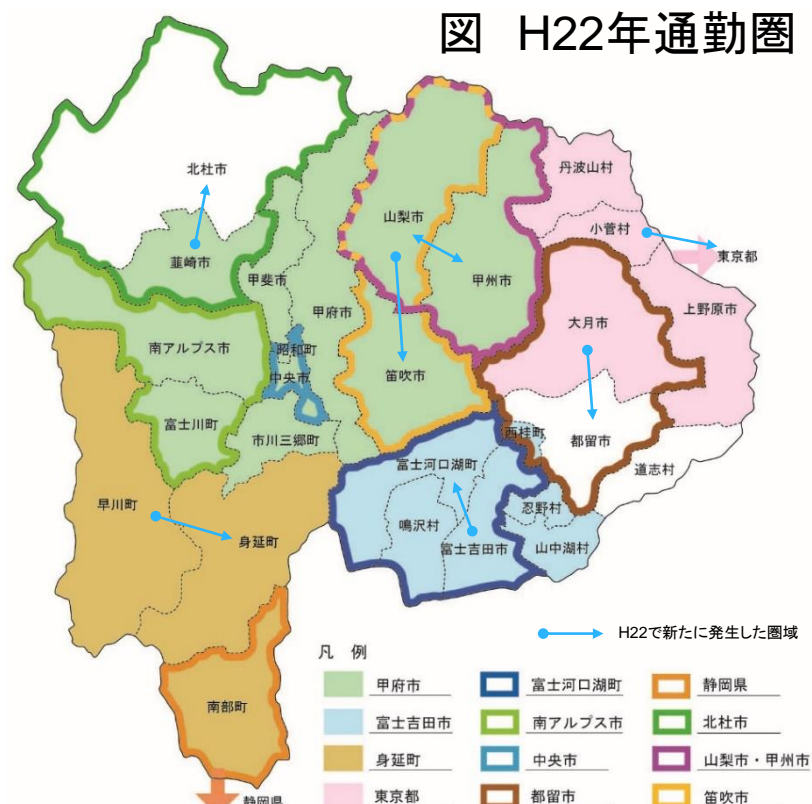 図 H22年通勤圏
北杜市
韮崎市
甲斐市
甲府市
山梨市
甲州市
丹波山村
小菅村
東京都
上野原市
大月市
南アルプス市
昭和町
中央市
笛吹市
富士川町
市川三郷町
都留市
西桂町
道志村
富士河口湖町
早川町
身延町
鳴沢村
忍野村
富士吉田市
山中湖村
南部町
静岡県
H22で新たに発生した圏域
凡 例
甲府市 富士河口湖町 静岡県
富士吉田市 南アルプス市 北杜市
身延町 中央市 山梨市・甲州市
東京都 都留市 笛吹市